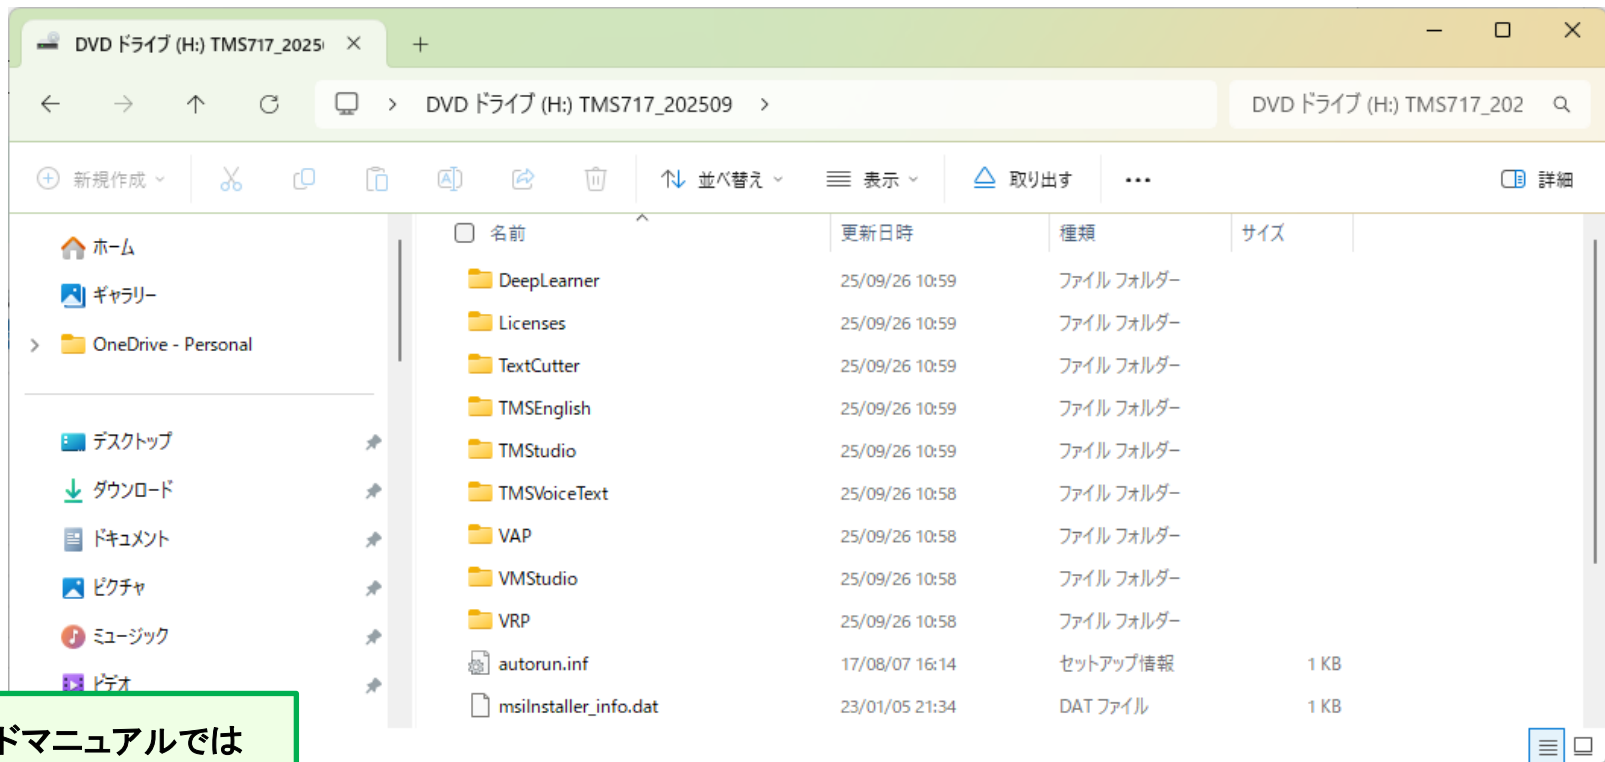 DVD ドライブ (H:) TMS717_2025
DVD ドライブ (H:) TMS717_202509
DVD ドライブ (H:) TMS717_202
新規作成
並べ替え
表示
取り出す
詳細
ホーム
ギャラリー
OneDrive - Personal
デスクトップ
ダウンロード
ドキュメント
ピクチャ
ミュージック
ビデオ
名前 更新日時 種類 サイズ
DeepLearner 25/09/26 10:59 ファイル フォルダー
Licenses 25/09/26 10:59 ファイル フォルダー
TextCutter 25/09/26 10:59 ファイル フォルダー
TMSEnglish 25/09/26 10:59 ファイル フォルダー
TMStudio 25/09/26 10:59 ファイル フォルダー
TMSVoiceText 25/09/26 10:58 ファイル フォルダー
VAP 25/09/26 10:58 ファイル フォルダー
VMStudio 25/09/26 10:58 ファイル フォルダー
VRP 25/09/26 10:58 ファイル フォルダー
autorun.inf 17/08/07 16:14 セットアップ情報 1 KB
msiInstaller_info.dat 23/01/05 21:34 DAT ファイル 1 KB
ドマニュアルでは